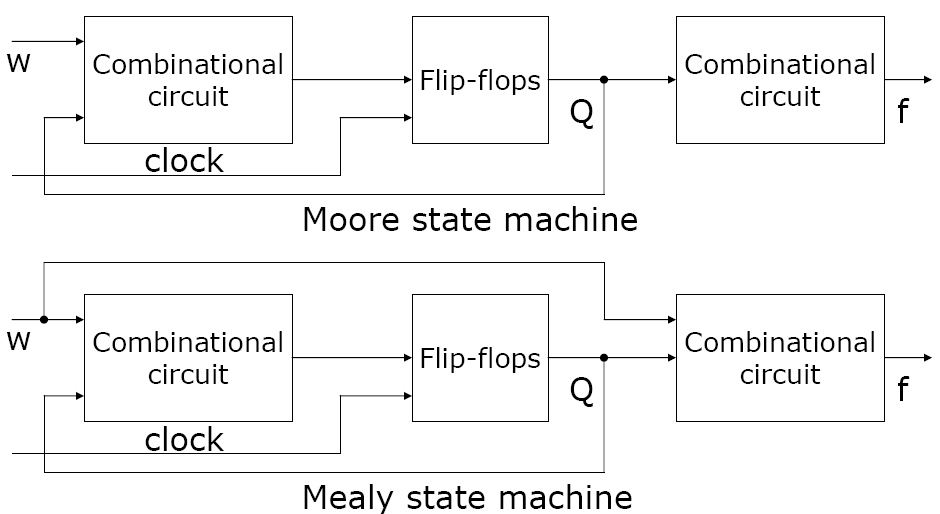 Combinational
circuit
Flip-flops
Combinational
circuit
w
Q
f
clock
Moore state machine
w
Combinational
circuit
Flip-flops
Combinational
circuit
Q
f
clock
Mealy state machine